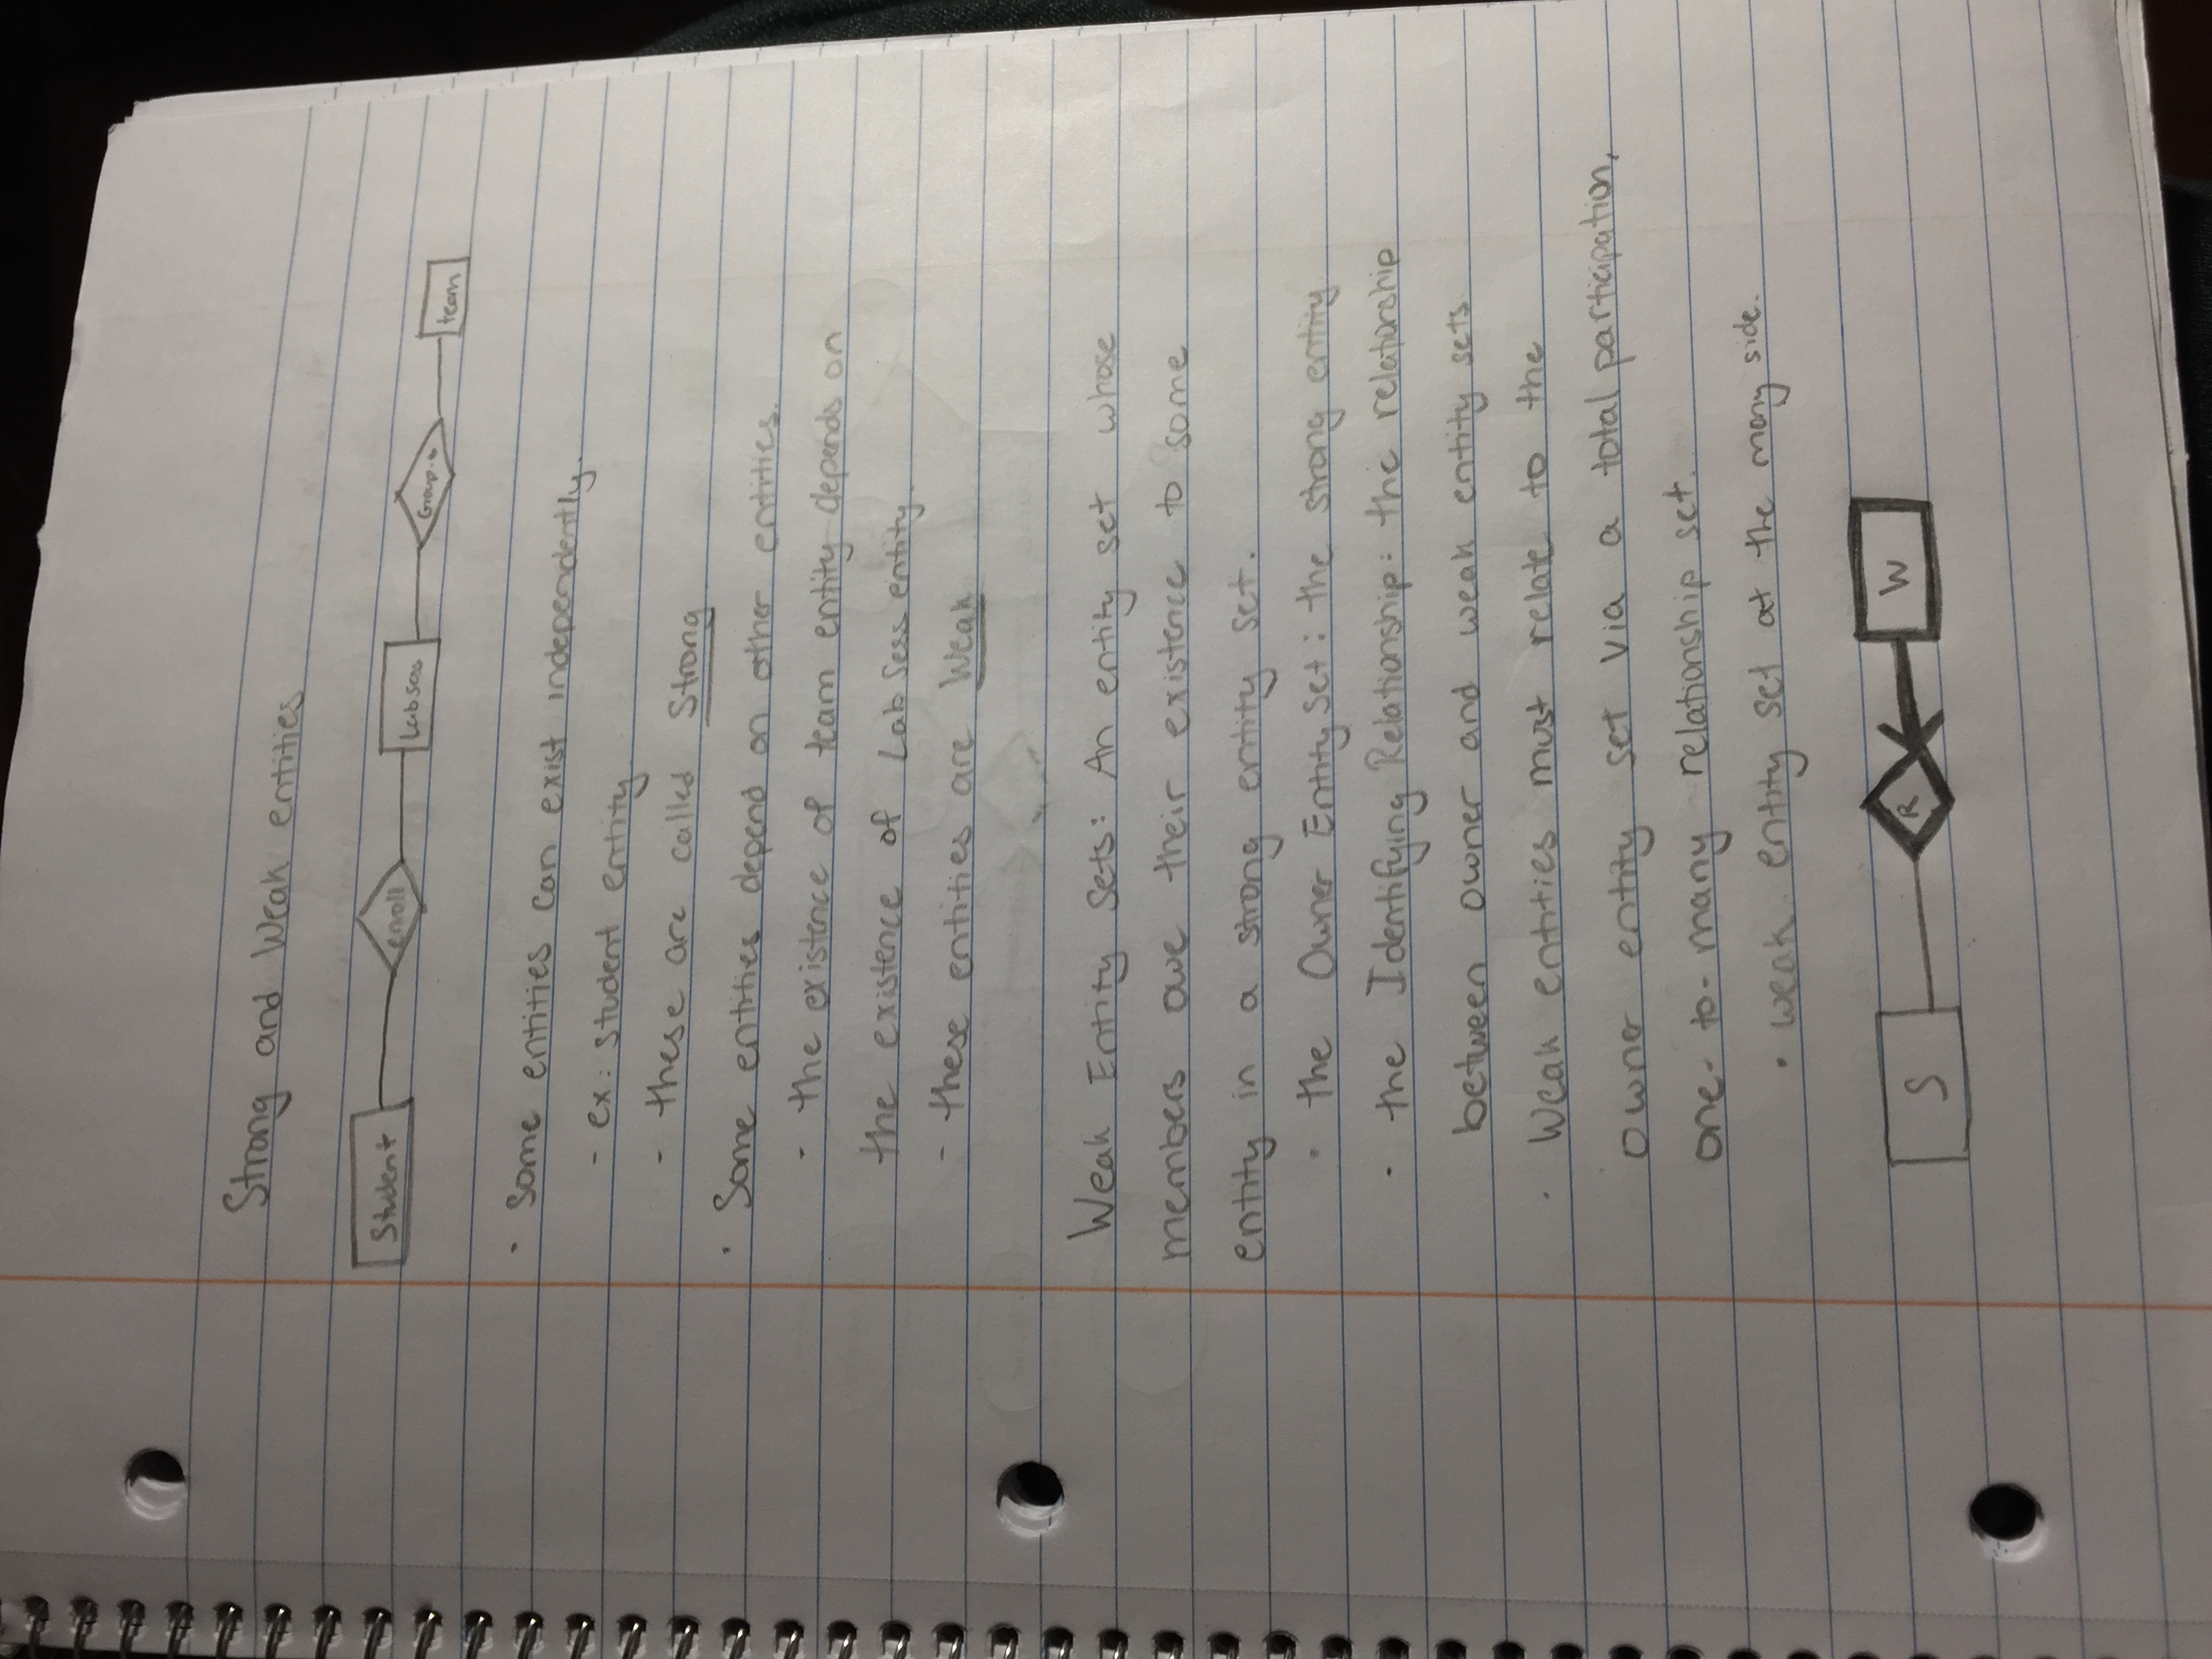 Strong and Weak entities
Student enroll Lab sess Group team
· Some entities can exist independently.
- ex: student entity
- these are called Strong
· Some entities depend on other entities.
- the existence of team entity depends on
the existence of Lab Sess entity.
- these entities are Weak
Weak Entity Sets: An entity set whose
members owe their existence to some
entity in a strong entity set.
· the Owner Entity Set: the strong entity
· the Identifying Relationship: the relationship
between owner and weak entity sets
· Weak entities must relate to the
owner entity set via a total participation,
one-to-many relationship set.
· weak entity set at the many side.
S R W